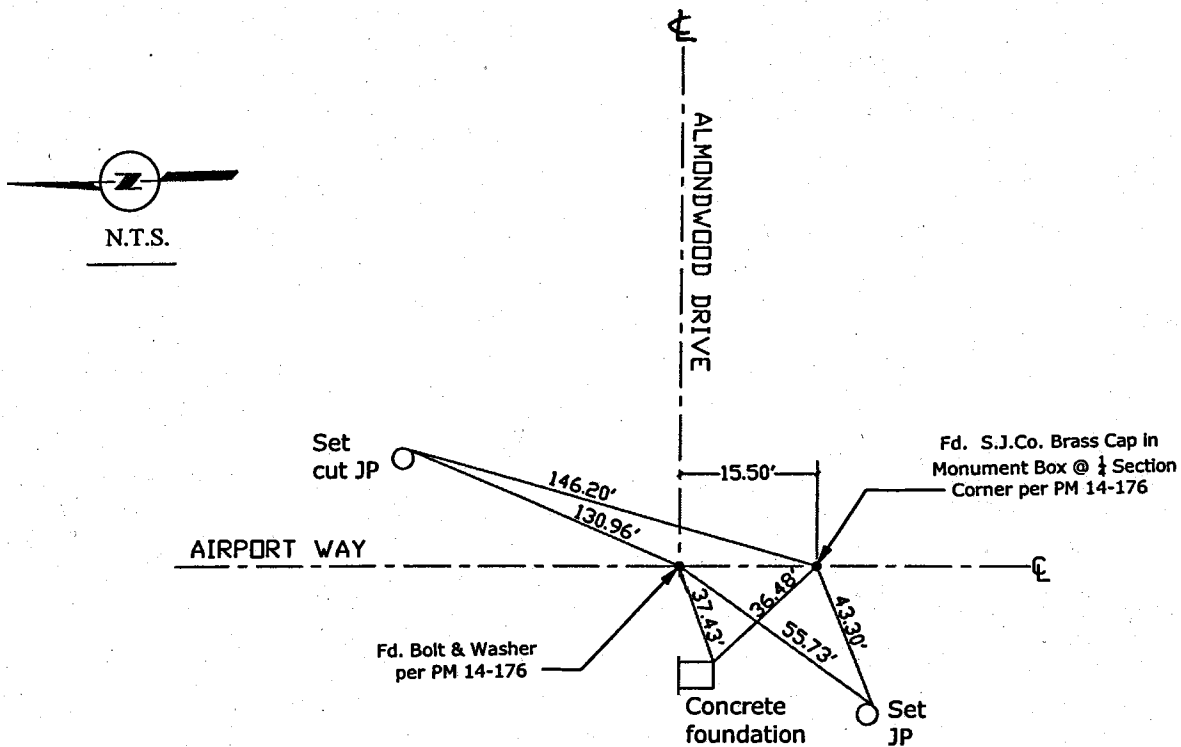 ℄
ALMONDWOOD DRIVE
Z
N.T.S.
Set
cut JP
146.20'
130.96'
15.50'
Fd. S.J.Co. Brass Cap in
Monument Box @ ¼ Section
Corner per PM 14-176
AIRPORT WAY
℄
37.43'
36.48'
55.73'
43.30'
Fd. Bolt & Washer
per PM 14-176
Concrete
foundation
Set
JP